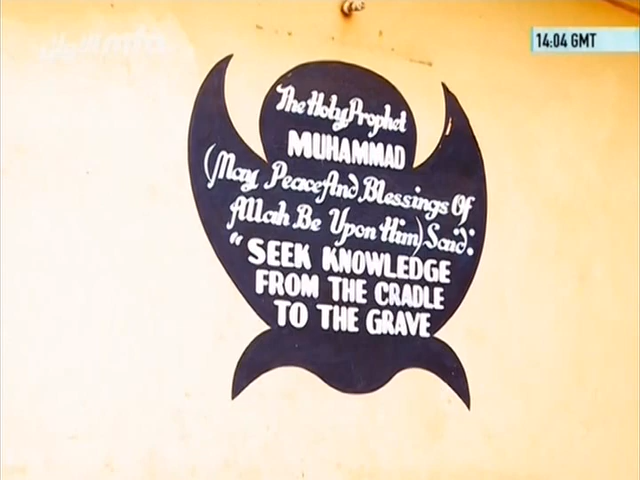 14:04 GMT
The Holy Prophet
MUHAMMAD
(May Peace And Blessings Of
Allah Be Upon Him) Said:
"SEEK KNOWLEDGE
FROM THE CRADLE
TO THE GRAVE